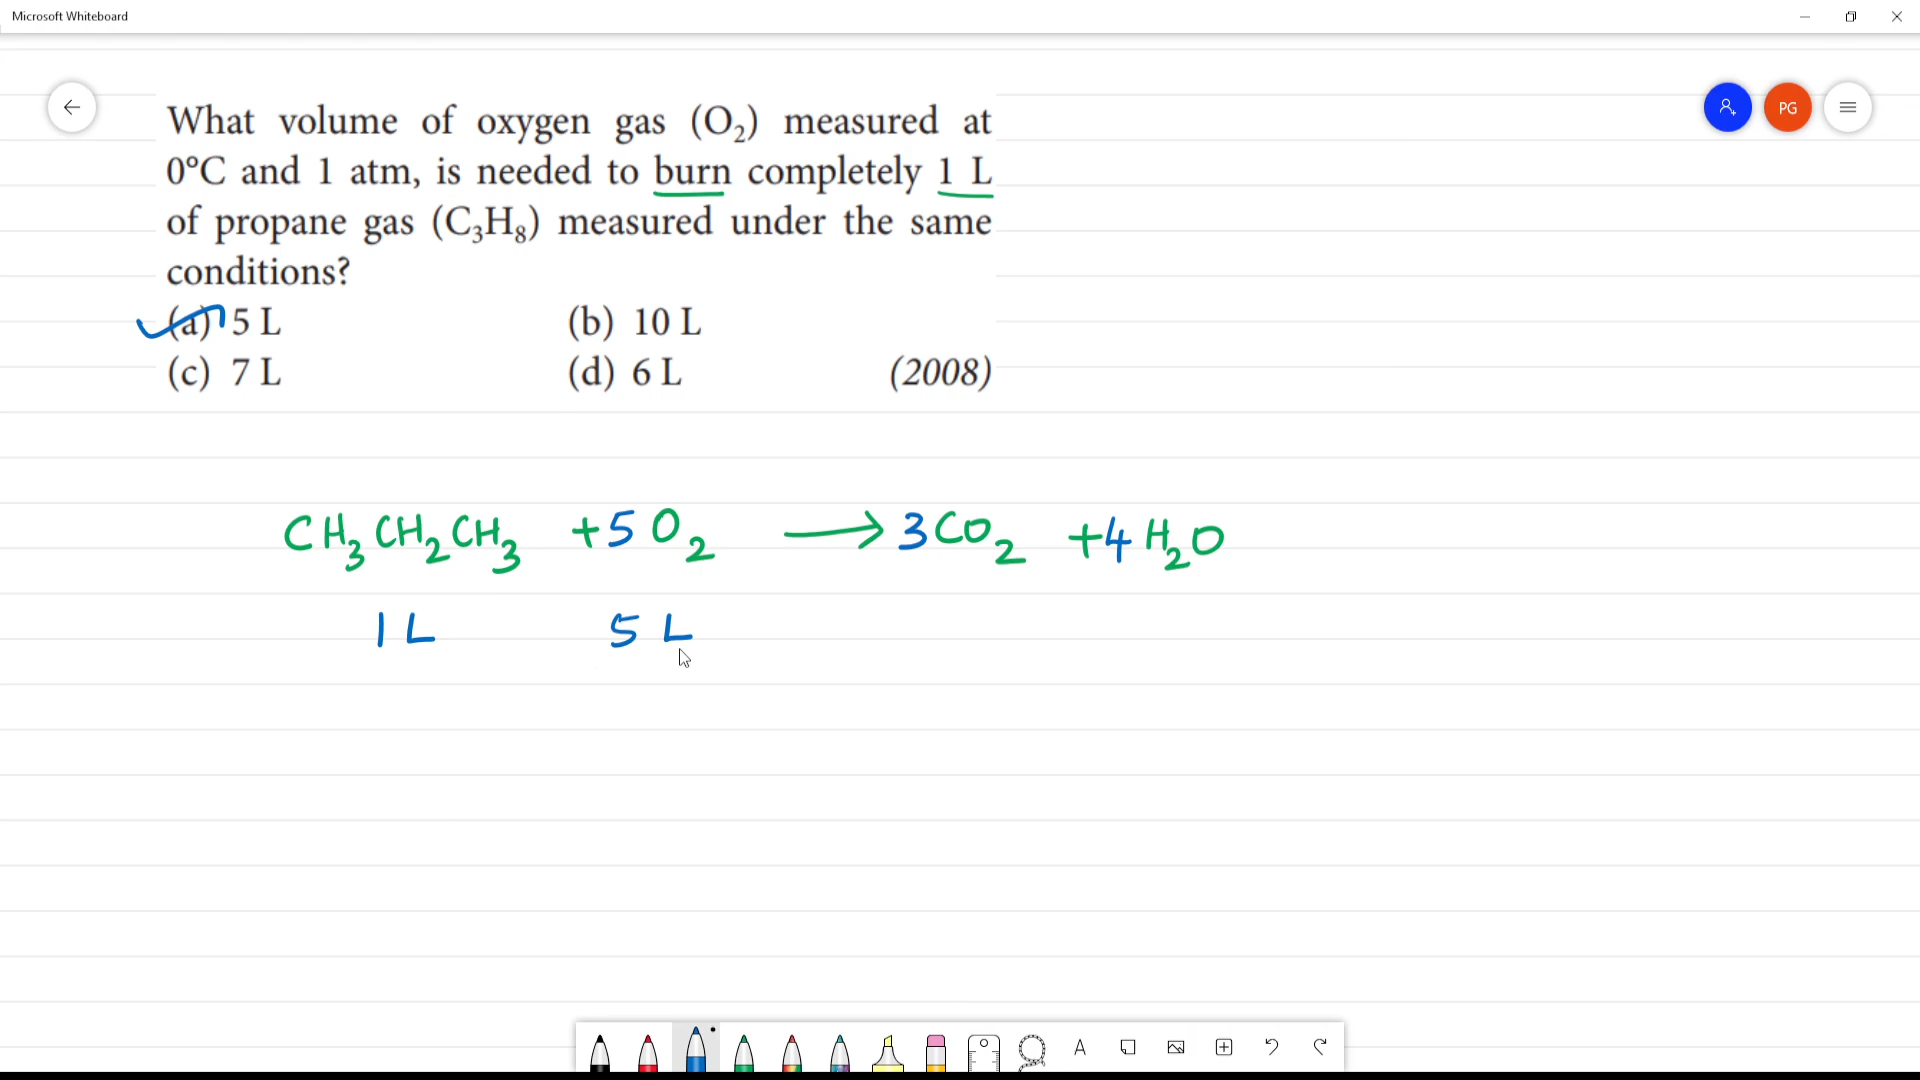 Microsoft Whiteboard
PG
What volume of oxygen gas (O₂) measured at
0°C and 1 atm, is needed to burn completely 1 L
of propane gas (C₃H₈) measured under the same
conditions?
(a) 5 L (b) 10 L
(c) 7 L (d) 6 L (2008)
CH₃CH₂CH₃ + 5 O₂ ⟶ 3CO₂ + 4H₂O
1 L 5 L
A